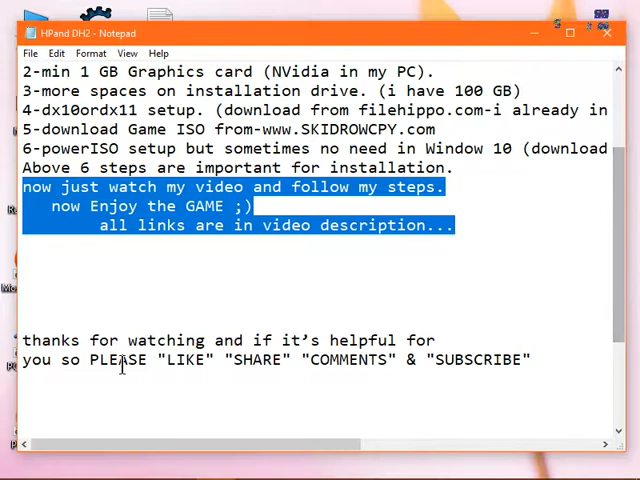 HPand DH2 - Notepad
File Edit Format View Help
2-min 1 GB Graphics card (NVidia in my PC).
3-more spaces on installation drive. (i have 100 GB)
4-dx10ordx11 setup. (download from filehippo.com-i already in
5-download Game ISO from-www.SKIDROWCPY.com
6-powerISO setup but sometimes no need in Window 10 (download
Above 6 steps are important for installation.
now just watch my video and follow my steps.
now Enjoy the GAME ;)
all links are in video description...
thanks for watching and if it’s helpful for
you so PLEASE "LIKE" "SHARE" "COMMENTS" & "SUBSCRIBE"